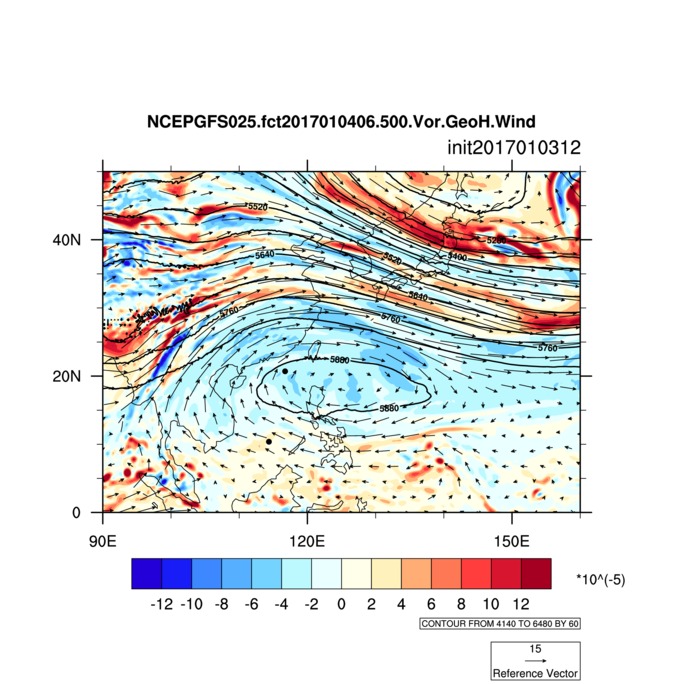 NCEPGFS025.fct2017010406.500.Vor.GeoH.Wind
init2017010312
5520
40N
5280
5640
5520
5400
5640
5760
5760
5760
5880
20N
5880
0
90E 120E 150E
-12 -10 -8 -6 -4 -2 0 2 4 6 8 10 12
*10^(-5)
CONTOUR FROM 4140 TO 6480 BY 60
15
Reference Vector